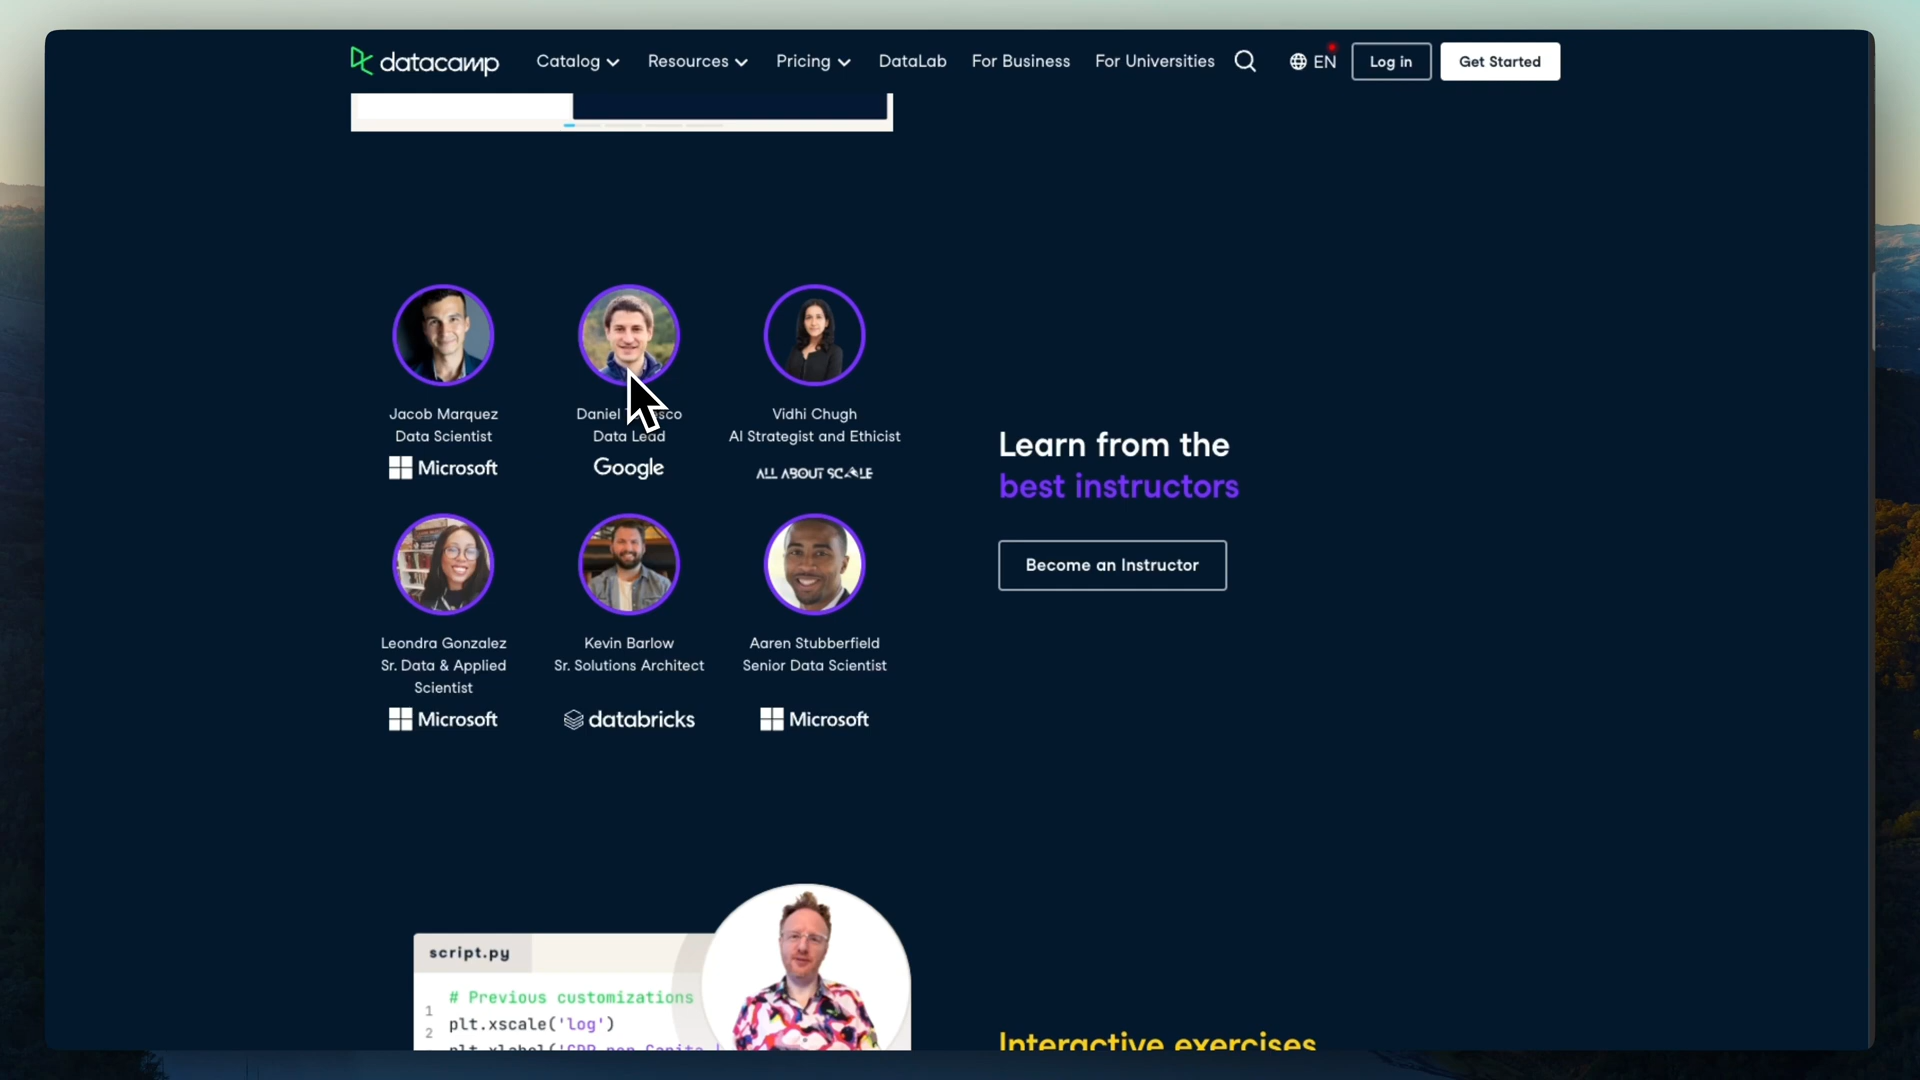 datacamp Catalog Resources Pricing DataLab For Business For Universities EN Log in Get Started
Jacob Marquez
Data Scientist
Microsoft
Daniel
Data Lead
Google
Vidhi Chugh
AI Strategist and Ethicist
ALL ABOUT SCALE
Leondra Gonzalez
Sr. Data & Applied
Scientist
Microsoft
Kevin Barlow
Sr. Solutions Architect
databricks
Aaren Stubberfield
Senior Data Scientist
Microsoft
Learn from the
best instructors
Become an Instructor
script.py
# Previous customizations
1
plt.xscale('log')
2
Interactive exercises